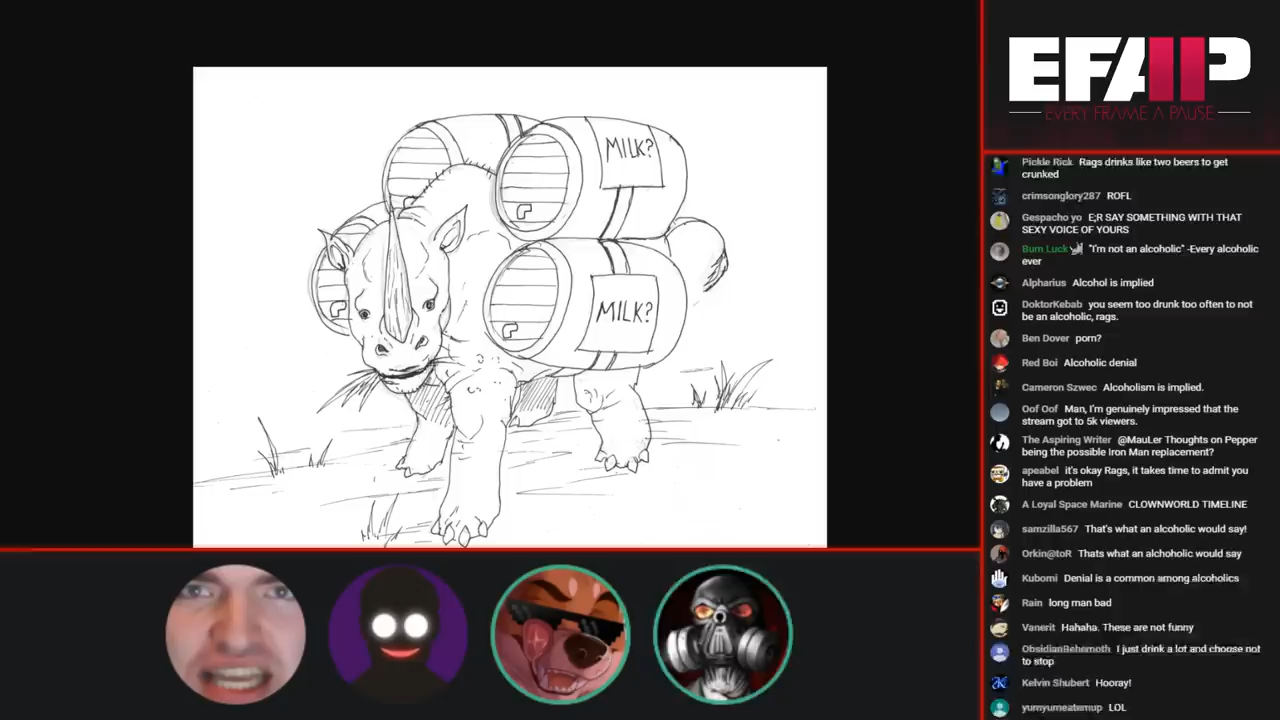 MILK?
MILK?
EFAP
EVERY FRAME A PAUSE
Pickle Rick Rags drinks like two beers to get
crunked
crimsonglory287 ROFL
Gespacho yo E;R SAY SOMETHING WITH THAT
SEXY VOICE OF YOURS
Bum Luck "I'm not an alcoholic" -Every alcoholic
ever
Alpharius Alcohol is implied
DoktorKebab you seem too drunk too often to not
be an alcoholic, rags.
Ben Dover porn?
Red Boi Alcoholic denial
Cameron Szwec Alcoholism is implied.
Oof Oof Man, I'm genuinely impressed that the
stream got to 5k viewers.
The Aspiring Writer @MauLer Thoughts on Pepper
being the possible Iron Man replacement?
apeabel it's okay Rags, it takes time to admit you
have a problem
A Loyal Space Marine CLOWNWORLD TIMELINE
samzilla567 That's what an alcoholic would say!
Orkin@toR Thats what an alchoholic would say
Kubomi Denial is a common among alcoholics
Rain long man bad
Vanerit Hahaha. These are not funny
ObsidianBehemoth I just drink a lot and choose not
to stop
Kelvin Shubert Hooray!
LOL